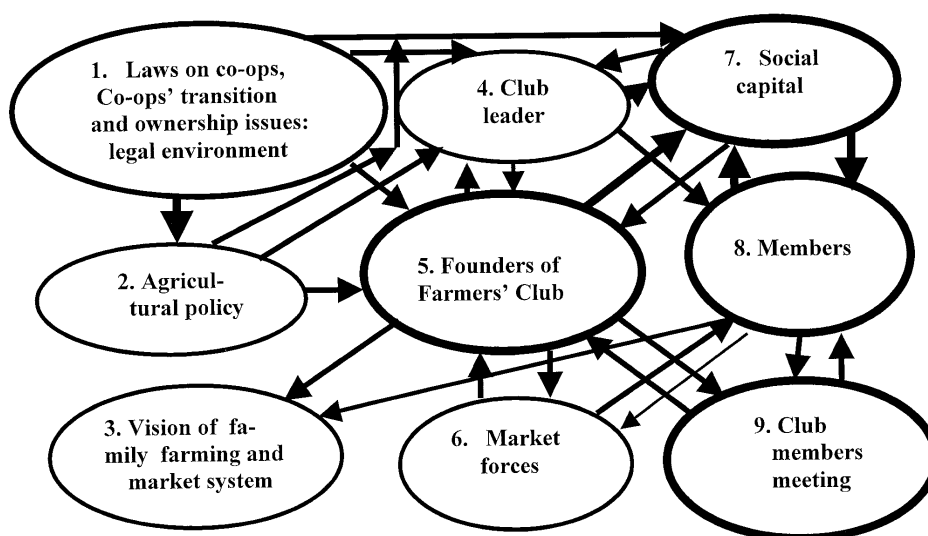 1. Laws on co-ops,
Co-ops' transition
and ownership issues:
legal environment
2. Agricul-
tural policy
3. Vision of fa-
mily farming and
market system
4. Club
leader
5. Founders of
Farmers' Club
6. Market
forces
7. Social
capital
8. Members
9. Club
members
meeting